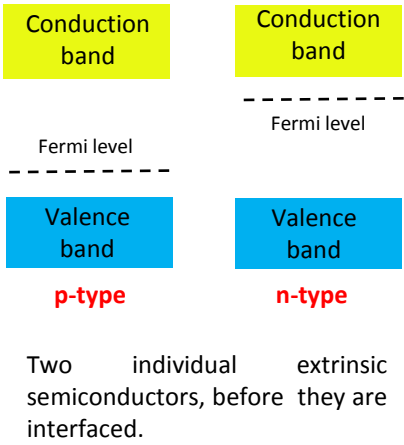 Conduction
band
Conduction
band
Fermi level
Fermi level
Valence
band
Valence
band
p-type
n-type
Two individual extrinsic
semiconductors, before they are
interfaced.